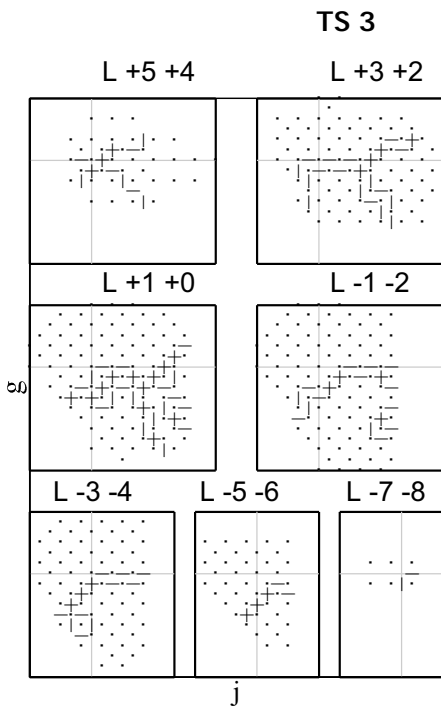 TS 3
L +5 +4
L +3 +2
L +1 +0
L -1 -2
g
L -3 -4
L -5 -6
L -7 -8
j